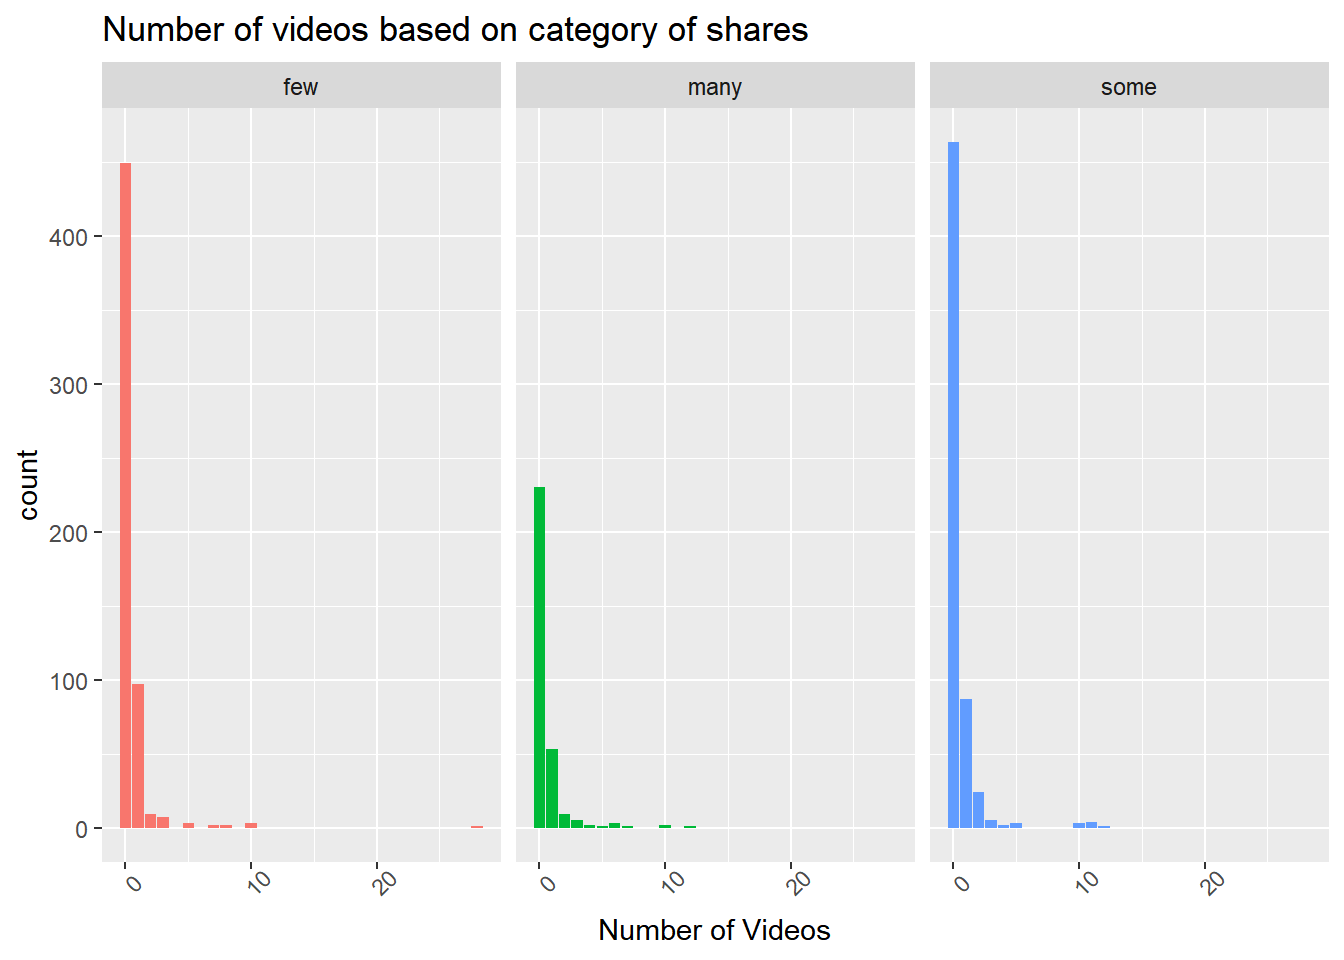 Number of videos based on category of shares
few many some
400
300
200
100
0
count
0 10 20 0 10 20 0 10 20
Number of Videos